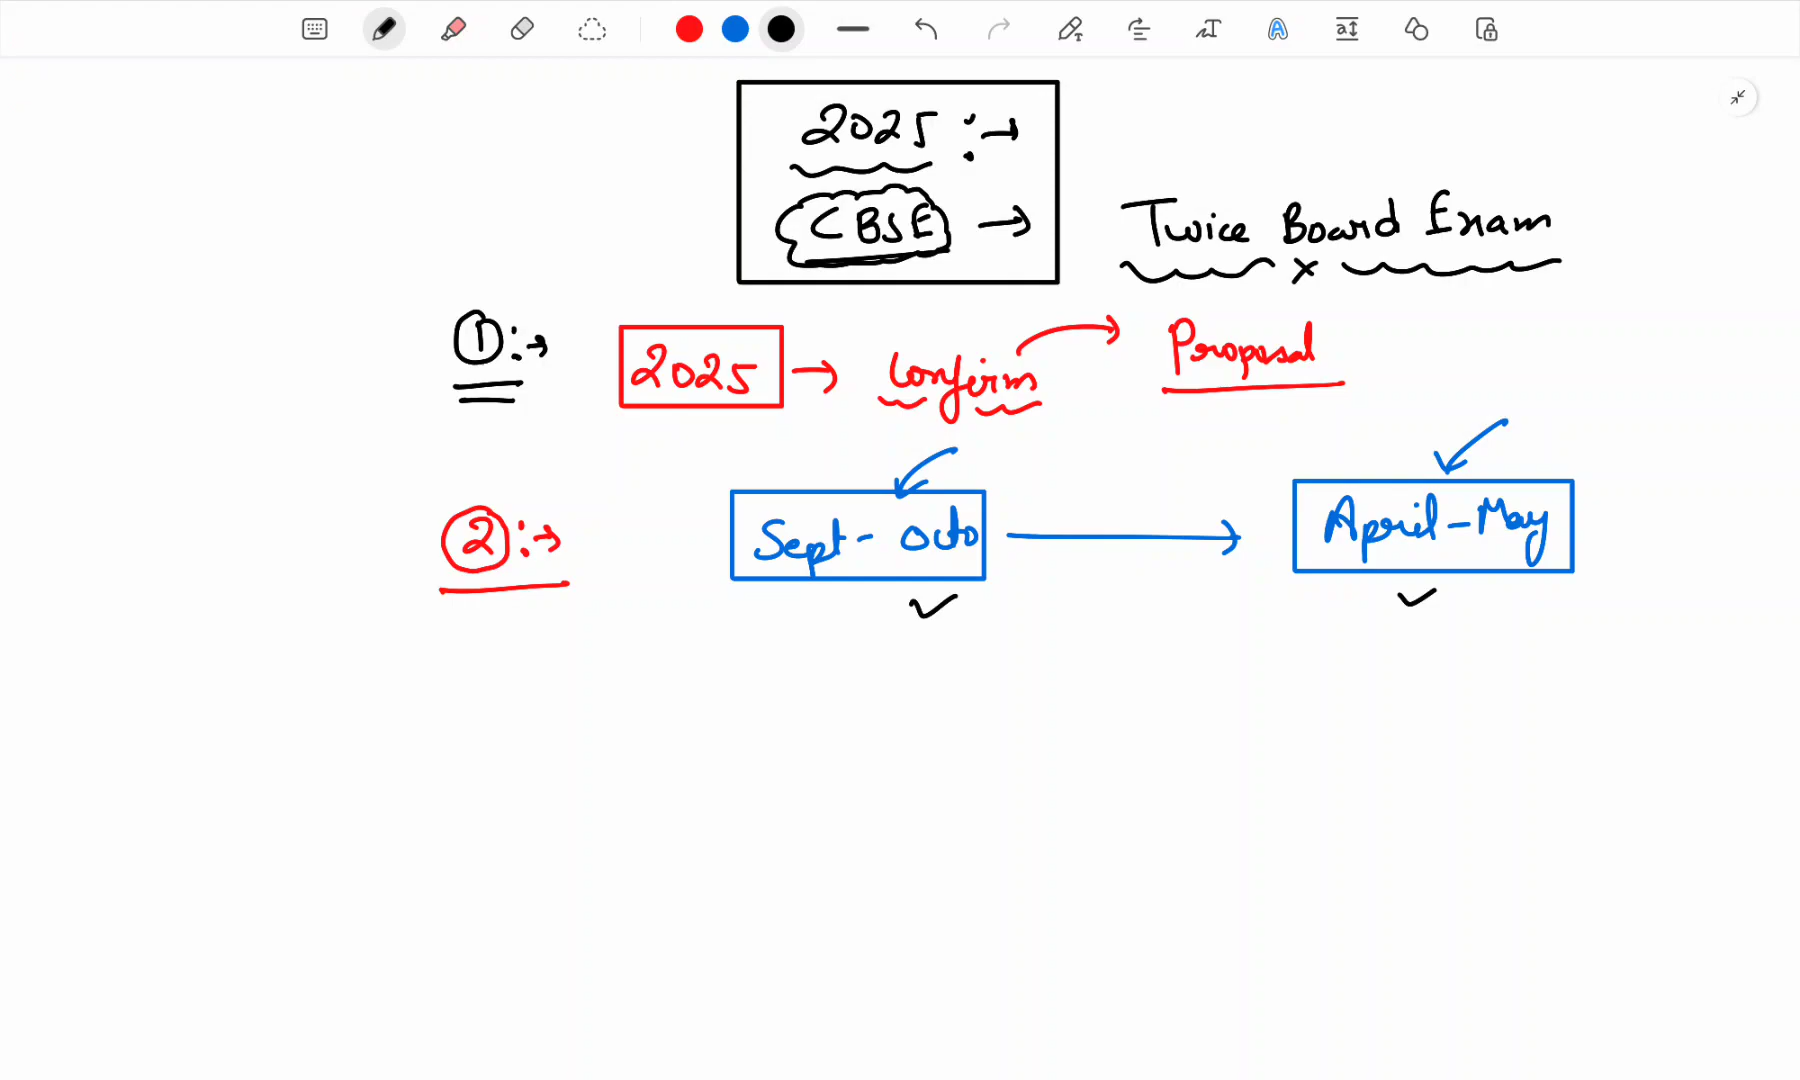 2025 :→
CBSE → Twice Board Exam
① :→ 2025 → Confirm → Proposal
② :→ Sept - Octo → April - May